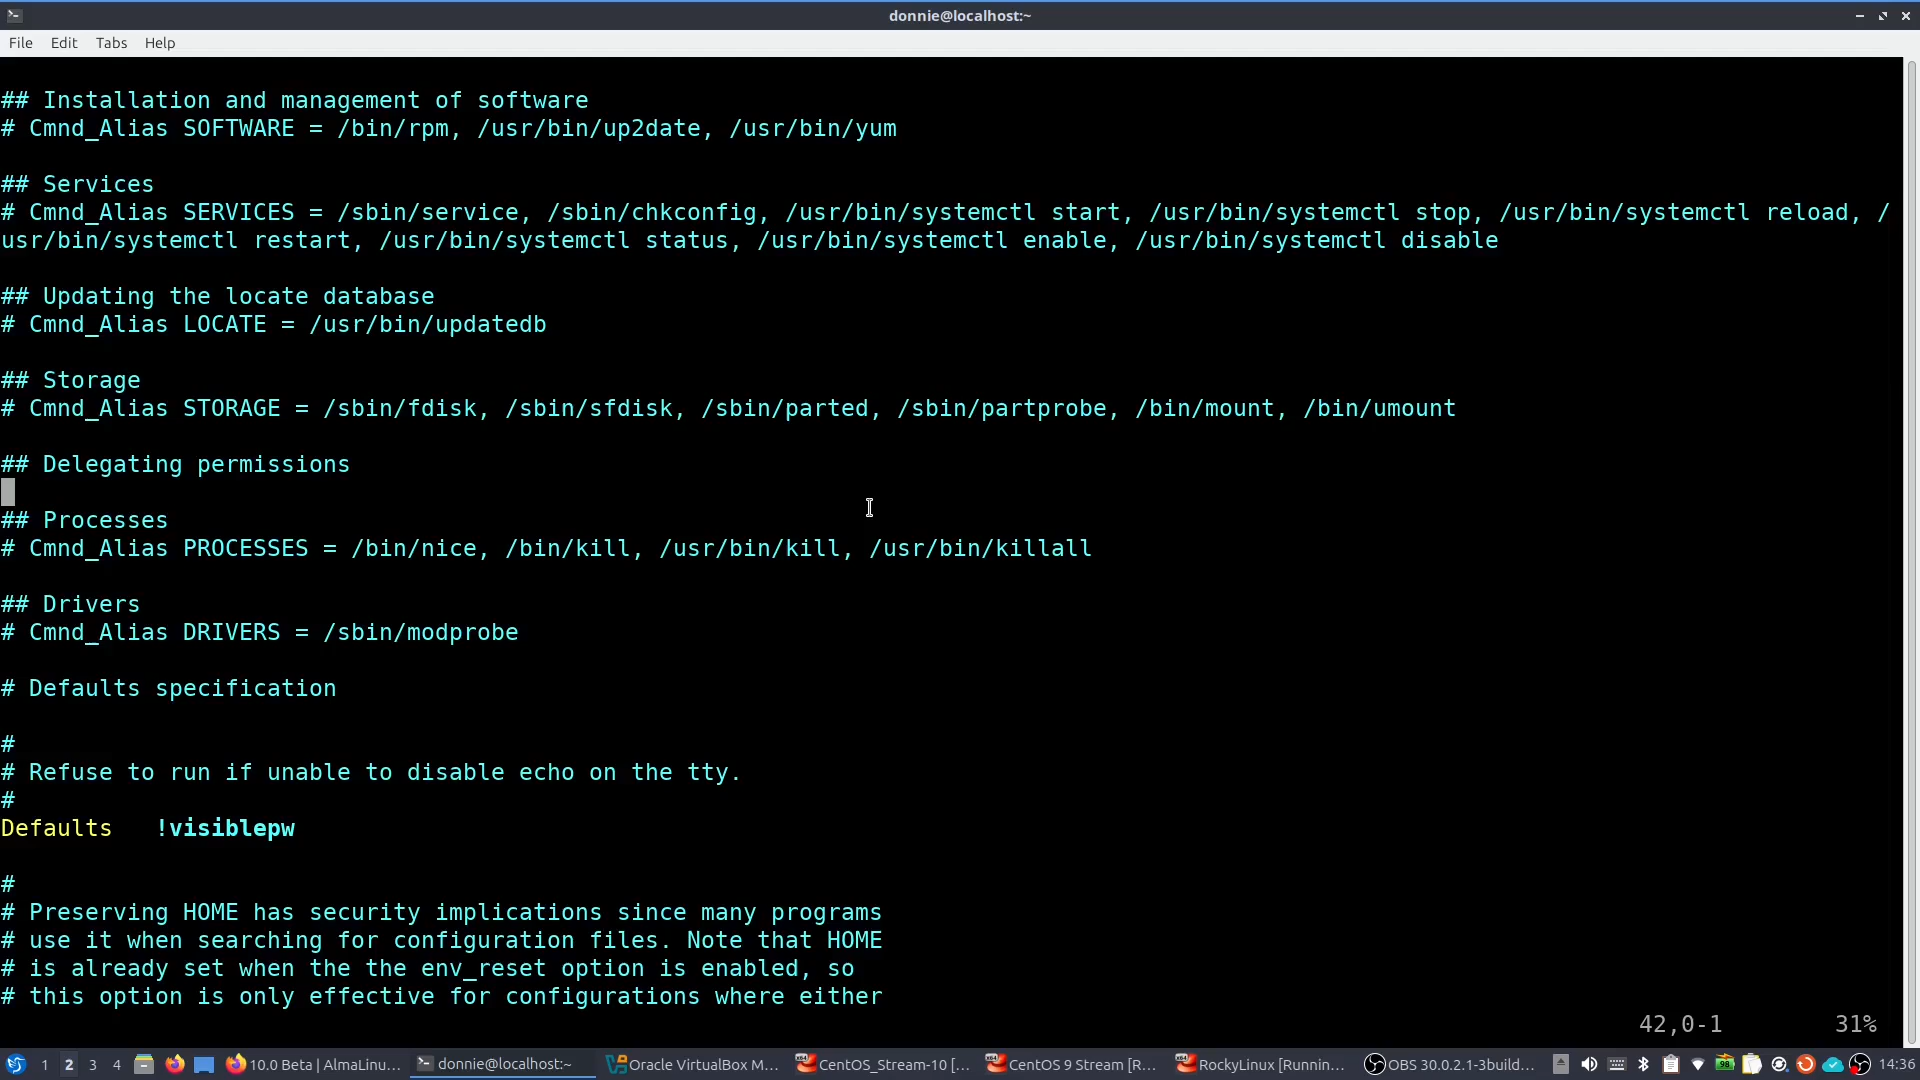 donnie@localhost:~
File Edit Tabs Help
## Installation and management of software
# Cmnd_Alias SOFTWARE = /bin/rpm, /usr/bin/up2date, /usr/bin/yum
## Services
# Cmnd_Alias SERVICES = /sbin/service, /sbin/chkconfig, /usr/bin/systemctl start, /usr/bin/systemctl stop, /usr/bin/systemctl reload, /
usr/bin/systemctl restart, /usr/bin/systemctl status, /usr/bin/systemctl enable, /usr/bin/systemctl disable
## Updating the locate database
# Cmnd_Alias LOCATE = /usr/bin/updatedb
## Storage
# Cmnd_Alias STORAGE = /sbin/fdisk, /sbin/sfdisk, /sbin/parted, /sbin/partprobe, /bin/mount, /bin/umount
## Delegating permissions
## Processes
# Cmnd_Alias PROCESSES = /bin/nice, /bin/kill, /usr/bin/kill, /usr/bin/killall
## Drivers
# Cmnd_Alias DRIVERS = /sbin/modprobe
# Defaults specification
#
# Refuse to run if unable to disable echo on the tty.
#
Defaults   !visiblepw
#
# Preserving HOME has security implications since many programs
# use it when searching for configuration files. Note that HOME
# is already set when the the env_reset option is enabled, so
# this option is only effective for configurations where either
42,0-1 31%
1 2 3 4 10.0 Beta | AlmaLinu... donnie@localhost:~ Oracle VirtualBox M... CentOS_Stream-10 [... CentOS 9 Stream [R... RockyLinux [Runnin... OBS 30.0.2.1-3build... 98 14:36